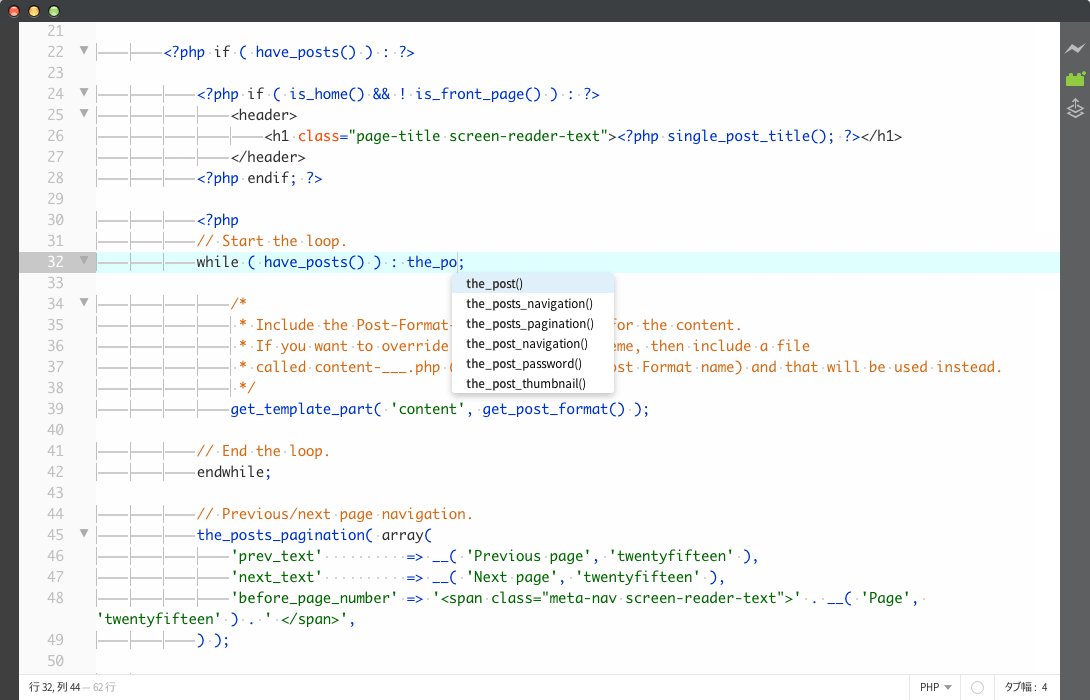 21
22 <?php if ( have_posts() ) : ?>
23
24 <?php if ( is_home() && ! is_front_page() ) : ?>
25 <header>
26 <h1 class="page-title screen-reader-text"><?php single_post_title(); ?></h1>
27 </header>
28 <?php endif; ?>
29
30 <?php
31 // Start the loop.
32 while ( have_posts() ) : the_po;
the_post()
33
the_posts_navigation()
34 /*
the_posts_pagination()
35 * Include the Post-Format- for the content.
the_post_navigation()
36 * If you want to override then include a file
the_post_password()
37 * called content-___.php Format name) and that will be used instead.
the_post_thumbnail()
38 */
39 get_template_part( 'content', get_post_format() );
40
41 // End the loop.
42 endwhile;
43
44 // Previous/next page navigation.
45 the_posts_pagination( array(
46 'prev_text' => __( 'Previous page', 'twentyfifteen' ),
47 'next_text' => __( 'Next page', 'twentyfifteen' ),
48 'before_page_number' => '<span class="meta-nav screen-reader-text">' . __( 'Page',
'twentyfifteen' ) . ' </span>',
49 ) );
50
行 32, 列 44 — 62 行 PHP タブ幅: 4